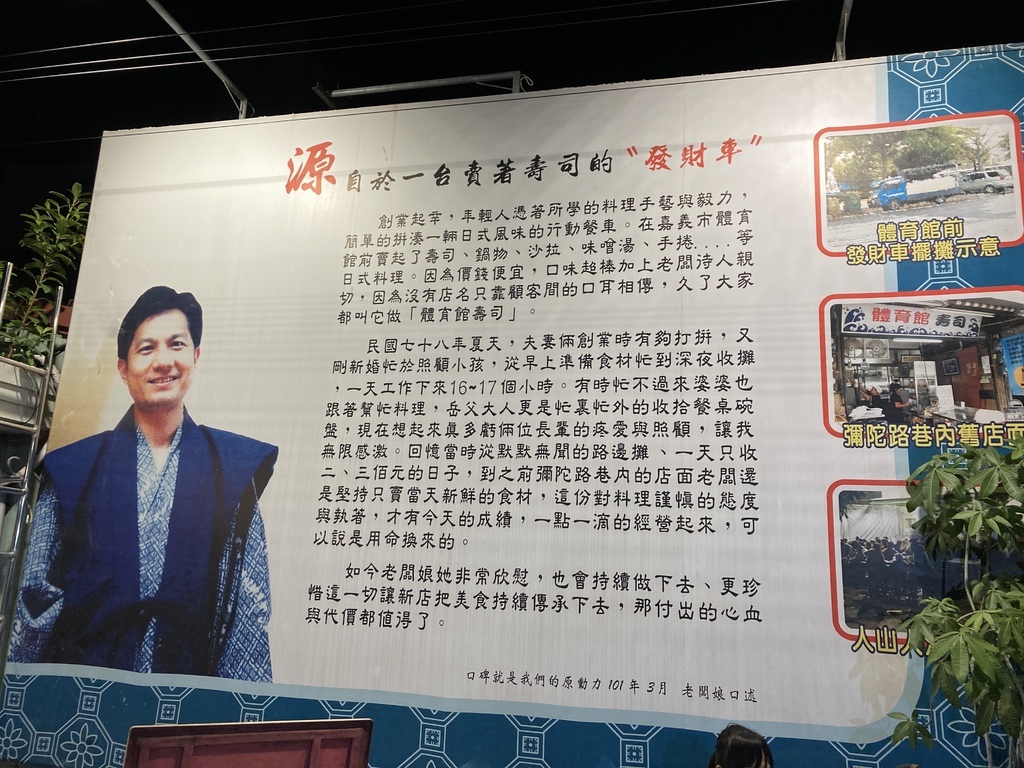 源自於一台賣著壽司的"發財車"
創業起幸，年輕人憑著所學的料理手藝與毅力，
簡單的拼湊一輛日式風味的行動餐車。在嘉義市體育
館前賣起了壽司、鍋物、沙拉、味噌湯、手捲....等
日式料理。因為價錢便宜，口味超棒加上老闆待人親
切，因為沒有店名只靠顧客間的口耳相傳，久了大家
都叫它做「體育館壽司」。
民國七十八年夏天，夫妻倆創業時有夠打拼，又
剛新婚忙於照顧小孩，從早上準備食材忙到深夜收攤
，一天工作下來16~17個小時。有時忙不過來婆婆也
跟著幫忙料理，岳父大人更是忙裏忙外的收拾餐桌碗
盤，現在想起來真多虧倆位長輩的疼愛與照顧，讓我
無限感激。回憶當時從默默無聞的路邊攤、一天只收
二、三佰元的日子，到之前彌陀路巷內的店面老闆還
是堅持只賣當天新鮮的食材，這份對料理謹慎的態度
與執著，才有今天的成績，一點一滴的經營起來，可
以說是用命換來的。
如今老闆娘她非常欣慰，也會持續做下去、更珍
惜這一切讓新店把美食持續傳承下去，那付出的心血
與代價都值得了。
口碑就是我們的原動力 101年3月 老闆娘口述
體育館前
發財車擺攤示意
體育館 壽司
彌陀路巷內舊店面
人山人